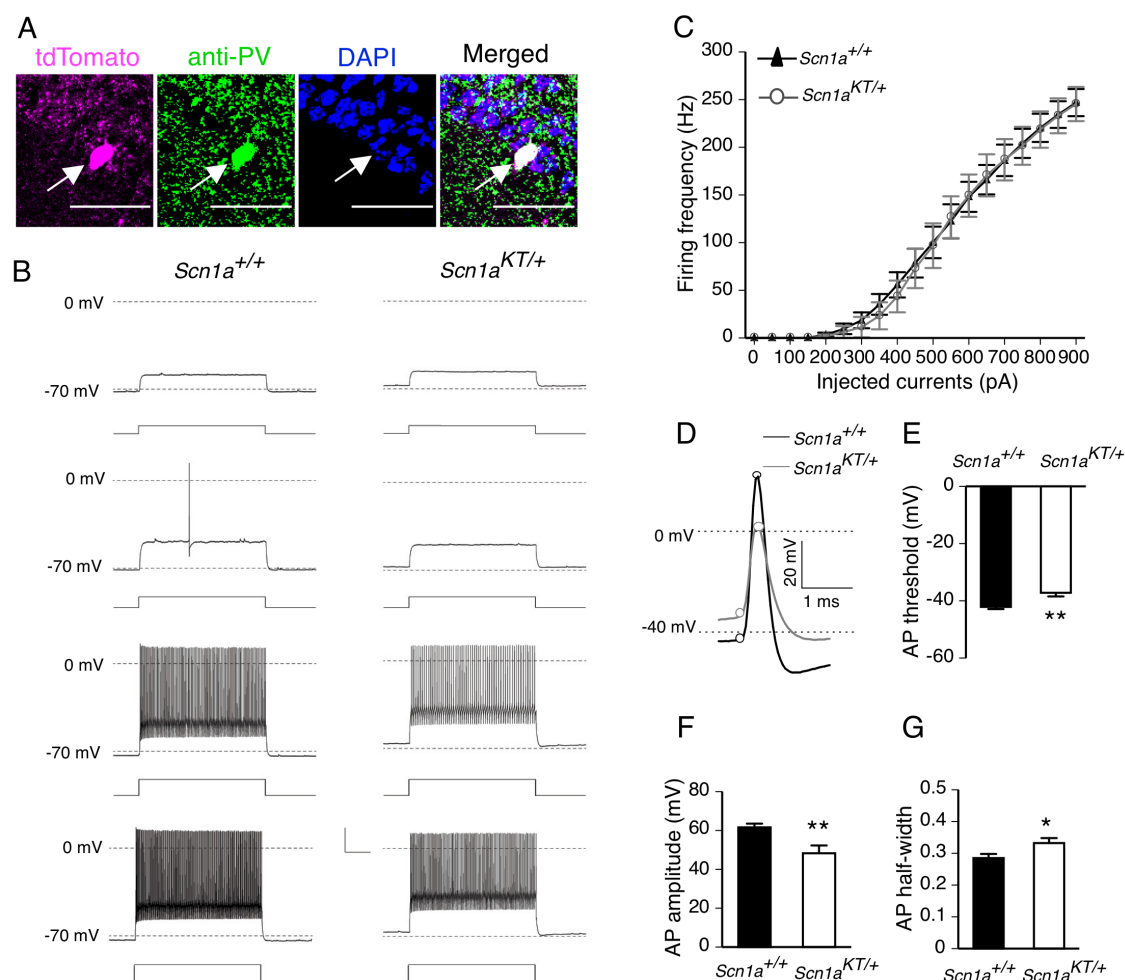 A
tdTomato anti-PV DAPI Merged
B
Scn1a+/+ Scn1aKT/+
0 mV
-70 mV
0 mV
-70 mV
0 mV
-70 mV
0 mV
-70 mV
C
Scn1a+/+
Scn1aKT/+
Firing frequency (Hz)
300
250
200
150
100
50
0
0 100 200 300 400 500 600 700 800 900
Injected currents (pA)
D
Scn1a+/+
Scn1aKT/+
0 mV
-40 mV
20 mV
1 ms
E
Scn1a+/+ Scn1aKT/+
AP threshold (mV)
0
-20
-40
-60
**
F
AP amplitude (mV)
80
60
40
20
0
**
Scn1a+/+ Scn1aKT/+
G
AP half-width
0.5
0.4
0.3
0.2
0.1
0
*
Scn1a+/+ Scn1aKT/+